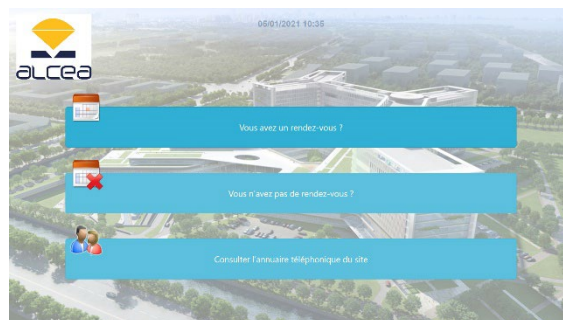 05/01/2021 10:35
alcea
Vous avez un rendez-vous ?
Vous n'avez pas de rendez-vous ?
Consulter l'annuaire téléphonique du site